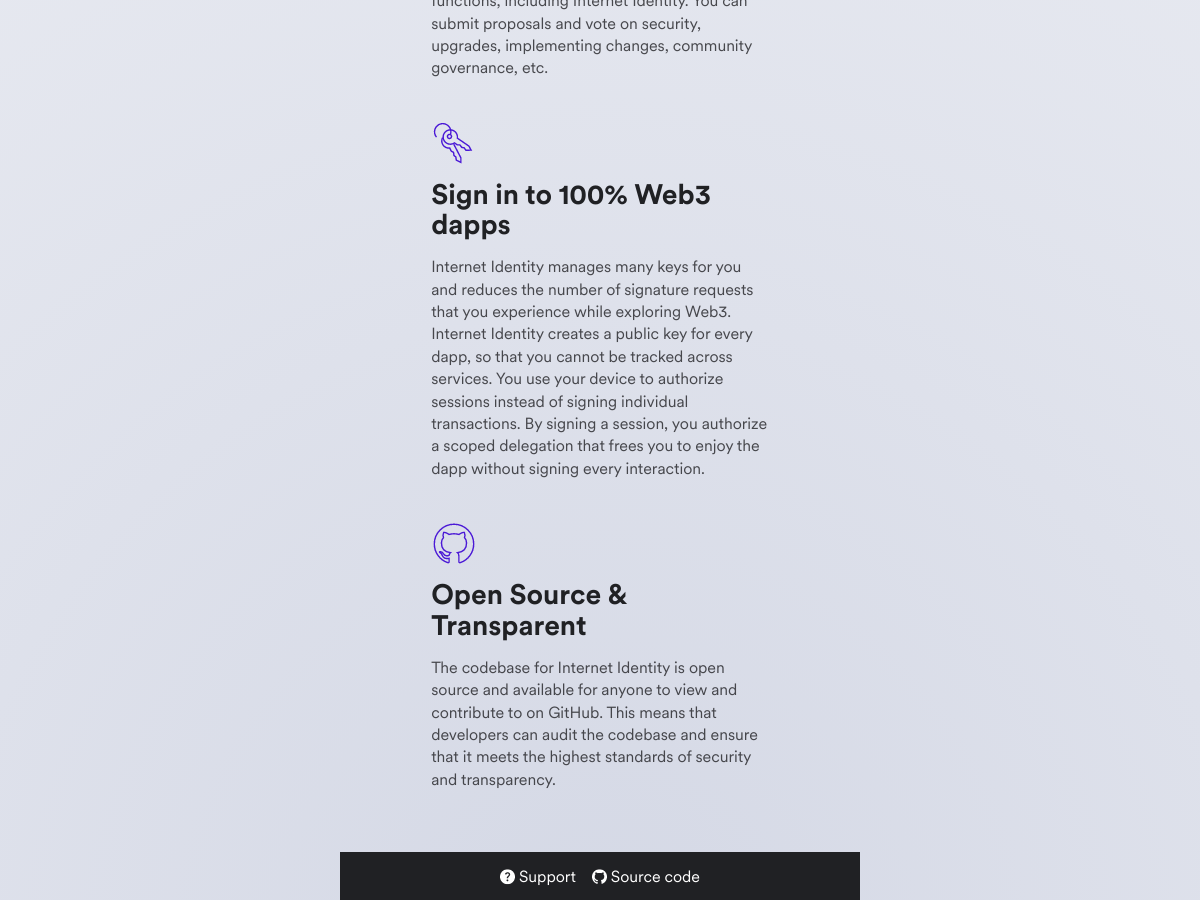 functions, including Internet Identity. You can
submit proposals and vote on security,
upgrades, implementing changes, community
governance, etc.
Sign in to 100% Web3
dapps
Internet Identity manages many keys for you
and reduces the number of signature requests
that you experience while exploring Web3.
Internet Identity creates a public key for every
dapp, so that you cannot be tracked across
services. You use your device to authorize
sessions instead of signing individual
transactions. By signing a session, you authorize
a scoped delegation that frees you to enjoy the
dapp without signing every interaction.
Open Source &
Transparent
The codebase for Internet Identity is open
source and available for anyone to view and
contribute to on GitHub. This means that
developers can audit the codebase and ensure
that it meets the highest standards of security
and transparency.
Support Source code